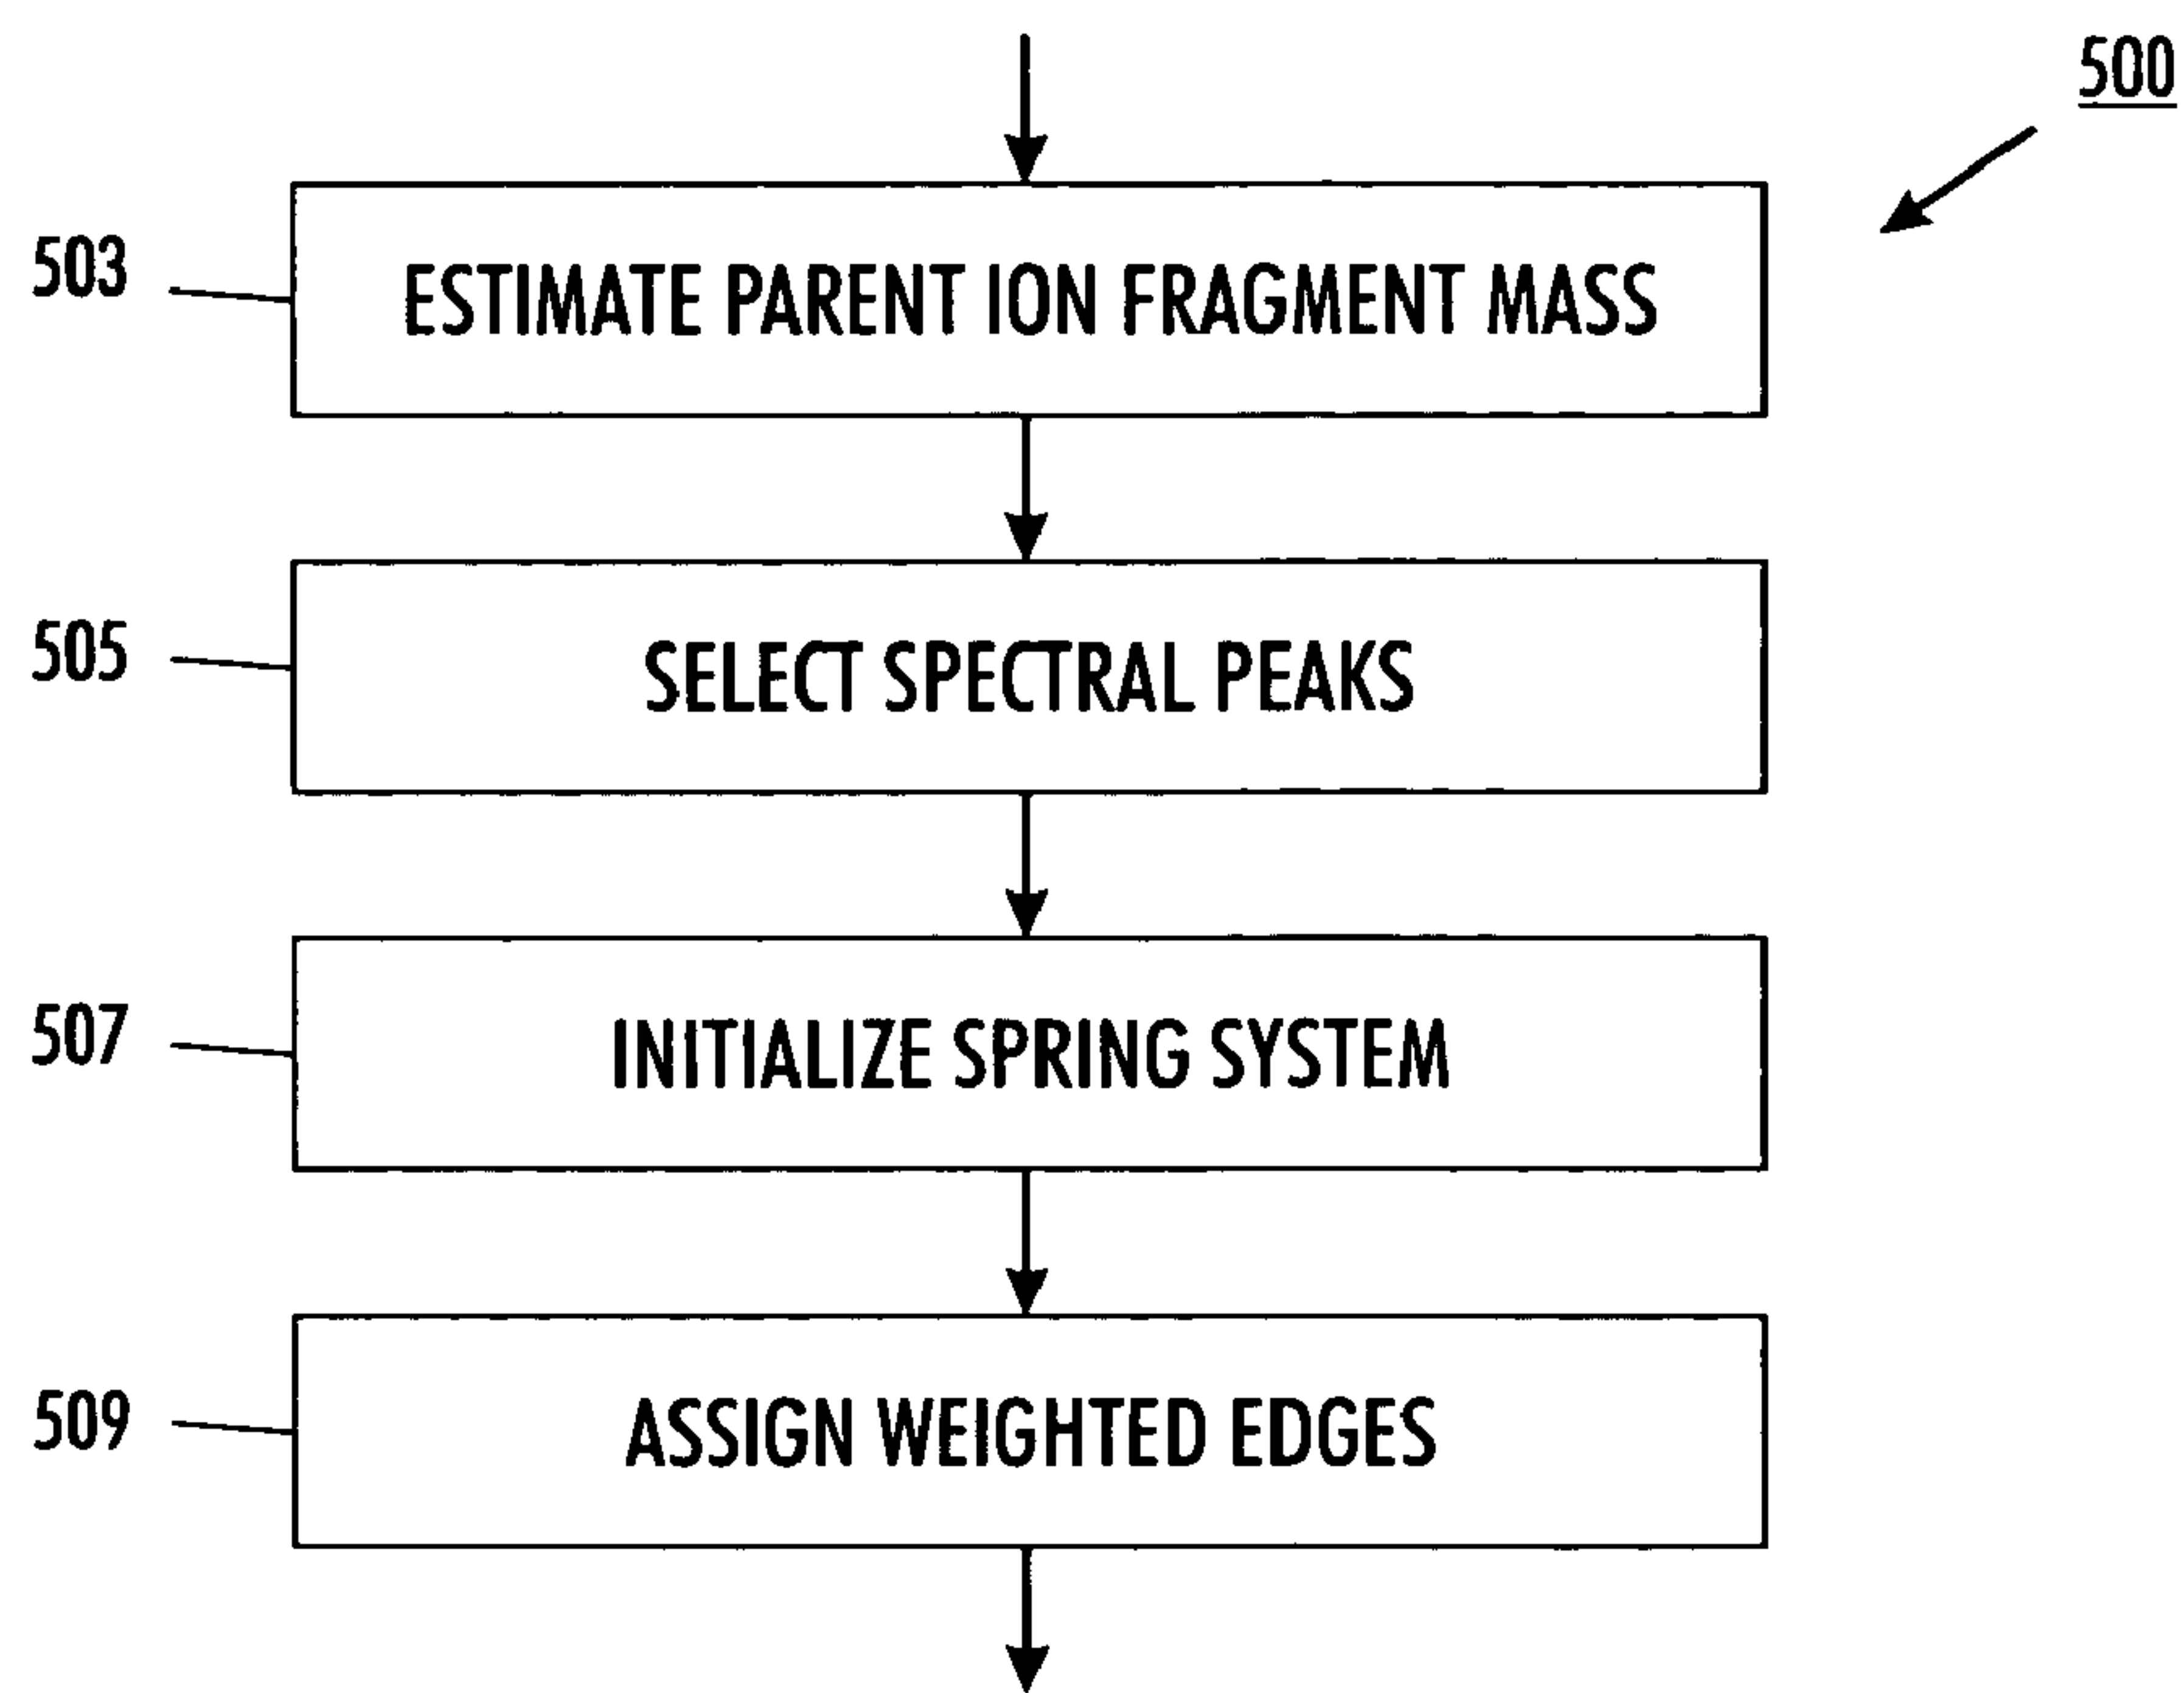 500
503
ESTIMATE PARENT ION FRAGMENT MASS
505
SELECT SPECTRAL PEAKS
507
INITIALIZE SPRING SYSTEM
509
ASSIGN WEIGHTED EDGES